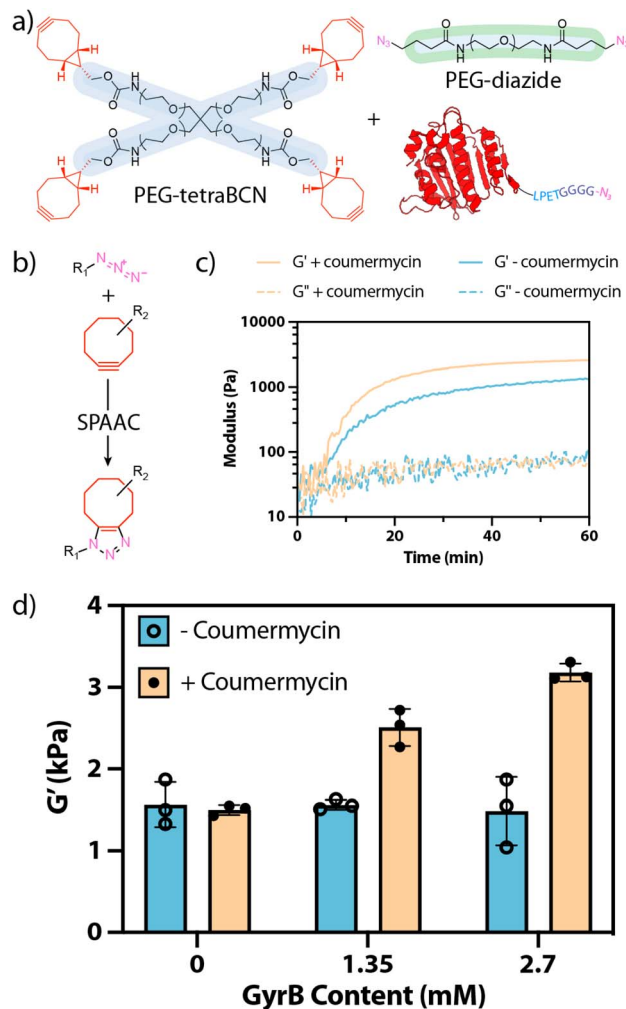 a)
N₃
O
N
H
O
N
H
O
N₃
PEG-diazide
H
H
O
O
H
N
O
O
H
N
O
O
H
H
H
H
O
O
N
H
O
O
N
H
O
O
H
H
PEG-tetraBCN
+
LPETGGGG-N₃
b)
R₁
N=N⁺=N⁻
+
R₂
SPAAC
R₂
R₁
N
N
N
c)
G' + coumermycin
G' - coumermycin
G" + coumermycin
G" - coumermycin
Modulus (Pa)
10000
1000
100
10
0
20
40
60
Time (min)
d)
- Coumermycin
+ Coumermycin
G' (kPa)
4
3
2
1
0
0
1.35
2.7
GyrB Content (mM)